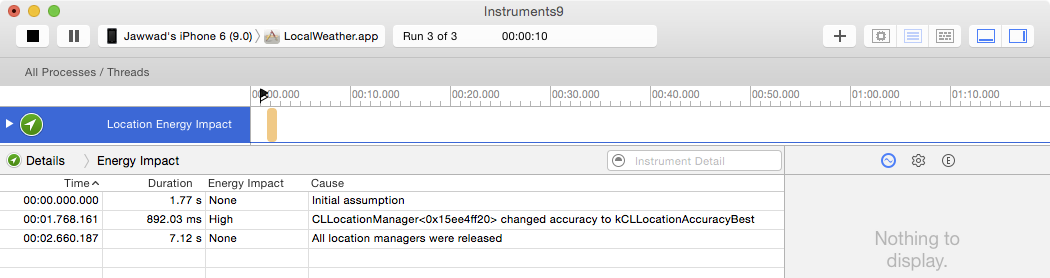 Instruments9
Jawwad's iPhone 6 (9.0) LocalWeather.app Run 3 of 3 00:00:10
All Processes / Threads
00:00.000 00:10.000 00:20.000 00:30.000 00:40.000 00:50.000 01:00.000 01:10.000
Location Energy Impact
Details Energy Impact Instrument Detail E
Time Duration Energy Impact Cause
00:00.000.000 1.77 s None Initial assumption
00:01.768.161 892.03 ms High CLLocationManager<0x15ee4ff20> changed accuracy to kCLLocationAccuracyBest
00:02.660.187 7.12 s None All location managers were released
Nothing to
display.